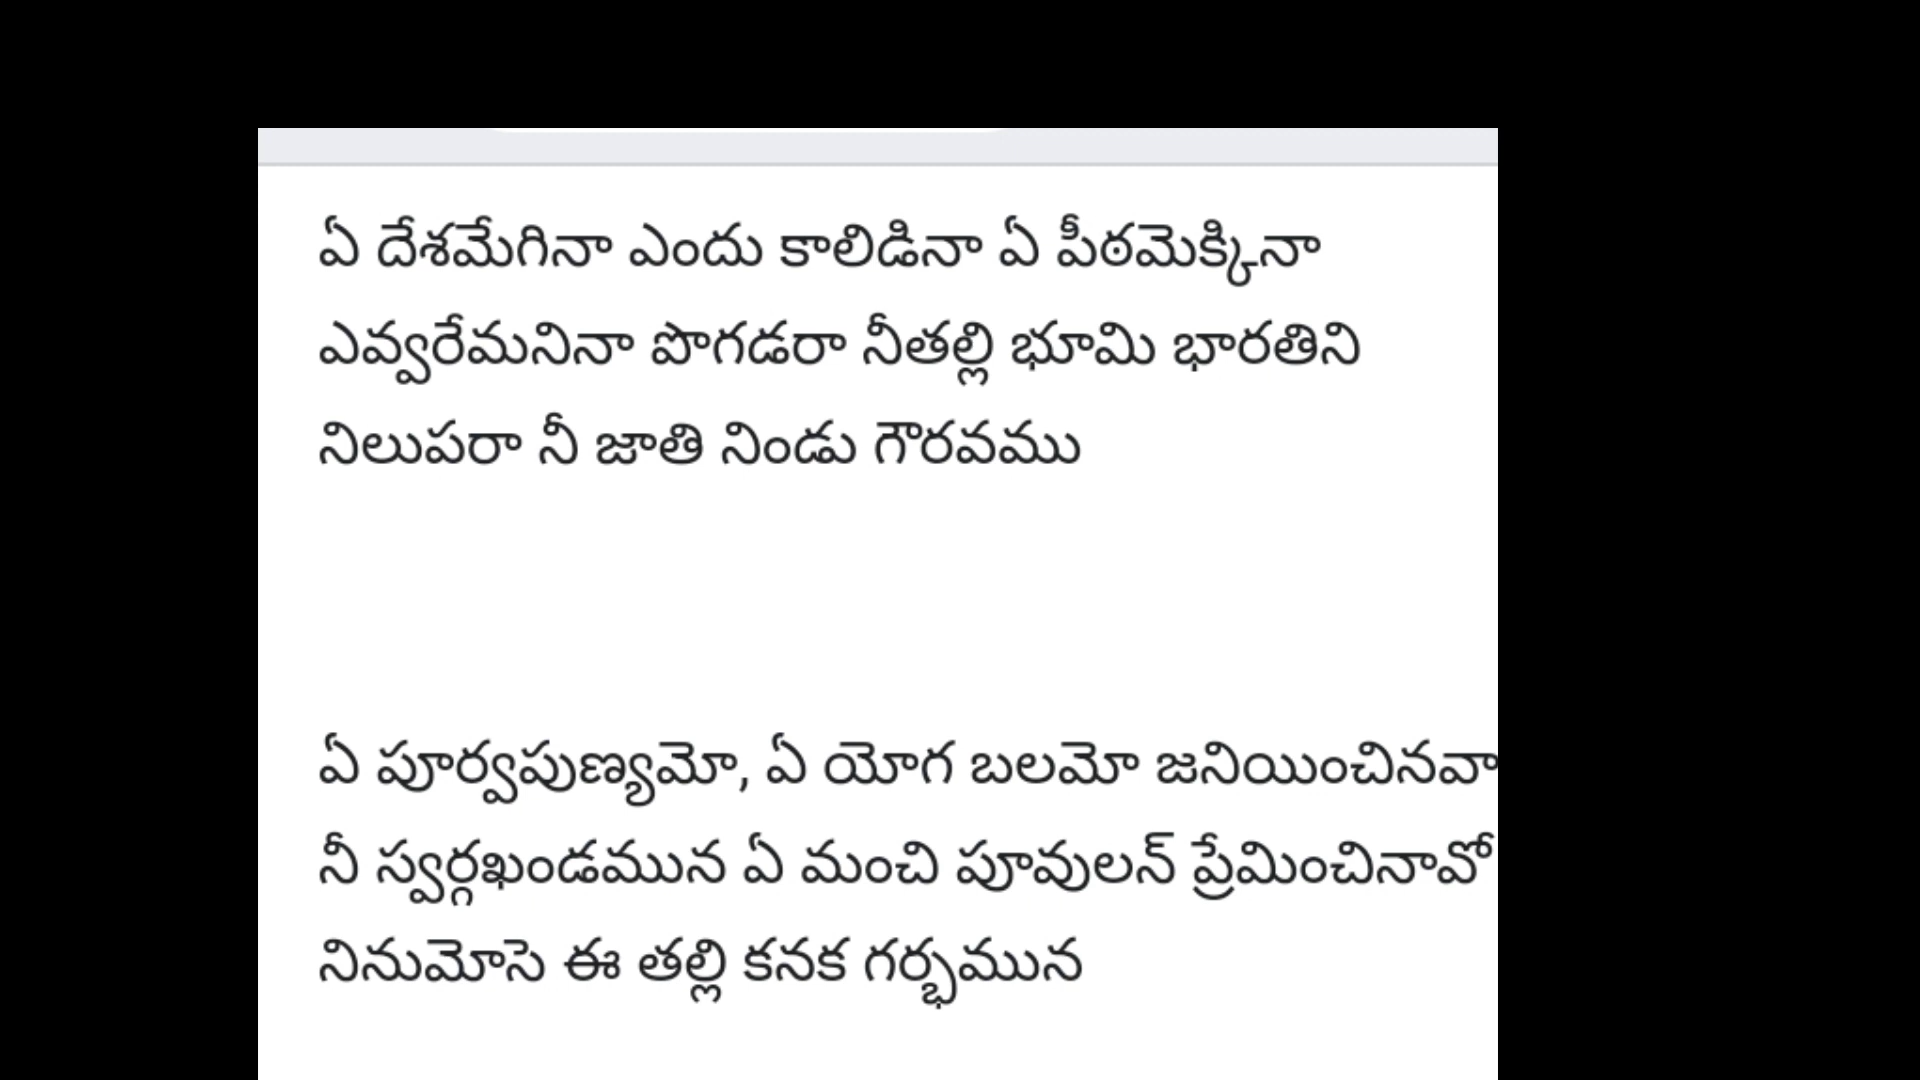 ఏ దేశమేగినా ఎందు కాలిడినా ఏ పీఠమెక్కినా
ఎవ్వరేమనినా పొగడరా నీతల్లి భూమి భారతిని
నిలుపరా నీ జాతి నిండు గౌరవము
ఏ పూర్వపుణ్యమో, ఏ యోగ బలమో జనియించినవా
నీ స్వర్గఖండమున ఏ మంచి పూవులన్ ప్రేమించినావో
నినుమోసె ఈ తల్లి కనక గర్భమున